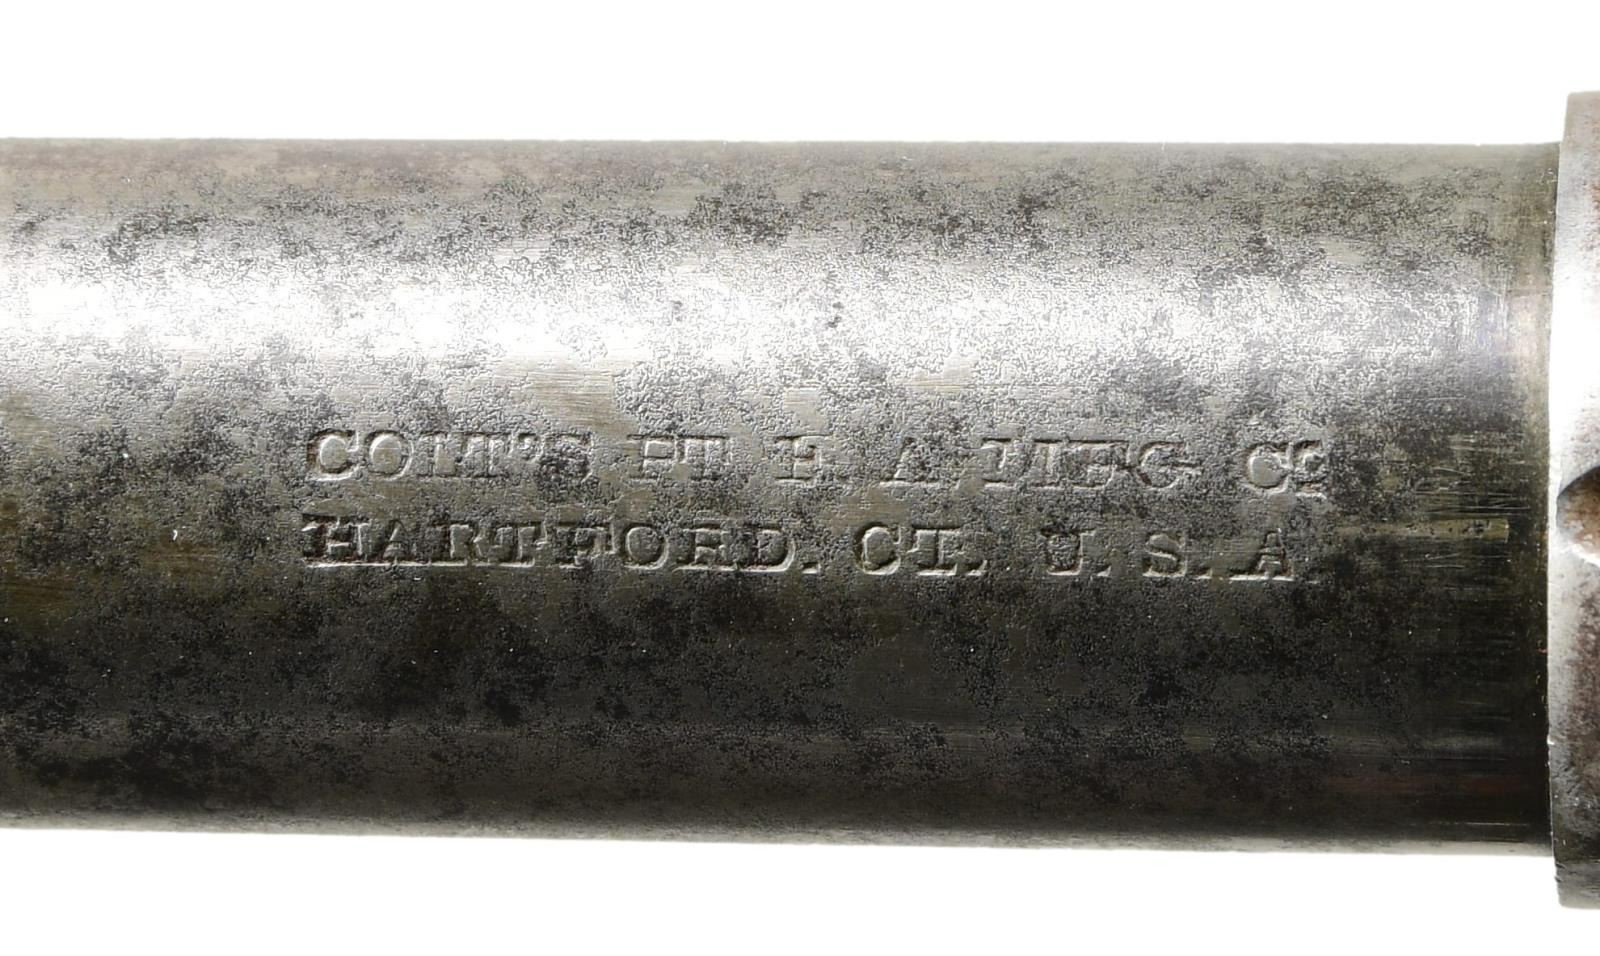 COLT'S PT F. A. MFG. Co
HARTFORD. CT. U. S. A